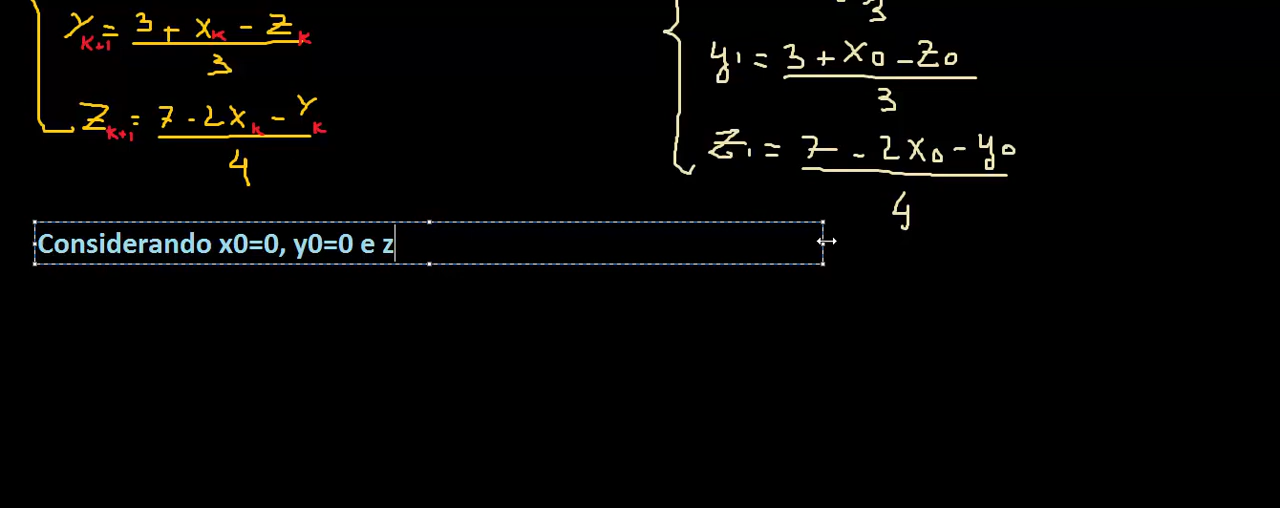 Y_{k+1} = (3 + x_k - z_k) / 3
Z_{k+1} = (7 - 2x_k - Y_k) / 4
3
y1 = (3 + x0 - z0) / 3
z1 = (7 - 2x0 - y0) / 4
Considerando x0=0, y0=0 e z